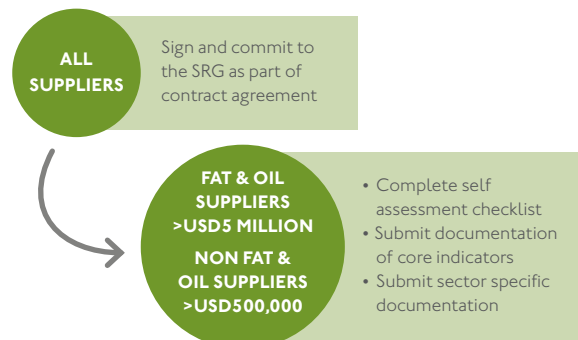 ALL
SUPPLIERS
Sign and commit to
the SRG as part of
contract agreement
FAT & OIL
SUPPLIERS
>USD5 MILLION
NON FAT &
OIL SUPPLIERS
>USD500,000
• Complete self
assessment checklist
• Submit documentation
of core indicators
• Submit sector specific
documentation